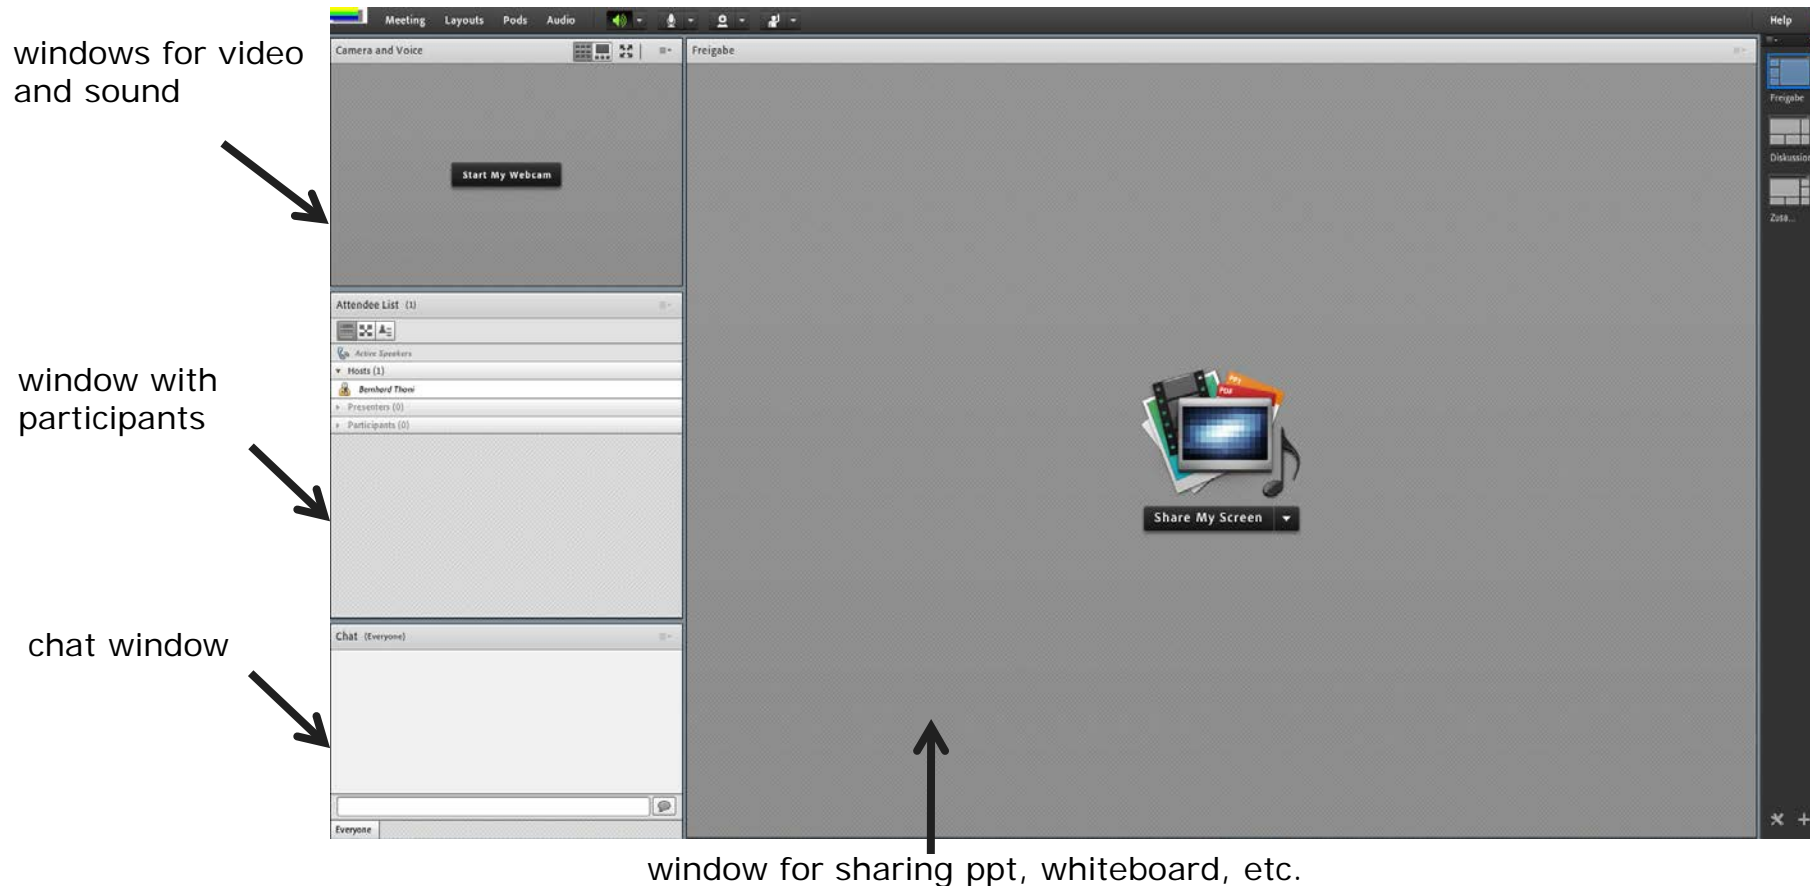 windows for video
and sound
window with
participants
chat window
Meeting Layouts Pods Audio Help
Camera and Voice
Start My Webcam
Attendee List (1)
Active Speakers
Hosts (1)
Bernhard Thoni
Presenters (0)
Participants (0)
Chat (Everyone)
Everyone
Freigabe
PPT
PDF
Share My Screen
Freigabe
Diskussion
Zusa...
window for sharing ppt, whiteboard, etc.